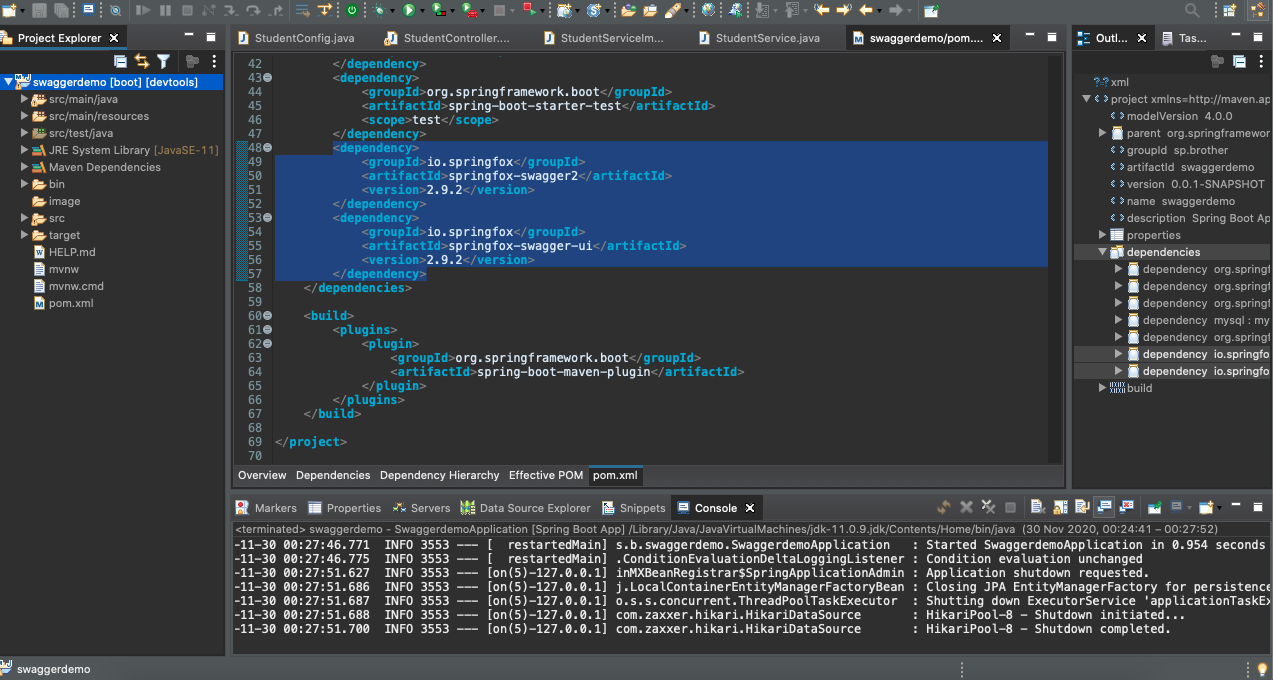 Project Explorer
StudentConfig.java
StudentController....
StudentServiceIm...
StudentService.java
swaggerdemo/pom....
Outl...
Tas...
swaggerdemo [boot] [devtools]
src/main/java
src/main/resources
src/test/java
JRE System Library [JavaSE-11]
Maven Dependencies
bin
image
src
target
HELP.md
mvnw
mvnw.cmd
pom.xml
42 </dependency>
43 <dependency>
44 <groupId>org.springframework.boot</groupId>
45 <artifactId>spring-boot-starter-test</artifactId>
46 <scope>test</scope>
47 </dependency>
48 <dependency>
49 <groupId>io.springfox</groupId>
50 <artifactId>springfox-swagger2</artifactId>
51 <version>2.9.2</version>
52 </dependency>
53 <dependency>
54 <groupId>io.springfox</groupId>
55 <artifactId>springfox-swagger-ui</artifactId>
56 <version>2.9.2</version>
57 </dependency>
58 </dependencies>
59
60 <build>
61 <plugins>
62 <plugin>
63 <groupId>org.springframework.boot</groupId>
64 <artifactId>spring-boot-maven-plugin</artifactId>
65 </plugin>
66 </plugins>
67 </build>
68
69 </project>
70
Overview Dependencies Dependency Hierarchy Effective POM pom.xml
?-? xml
project xmlns=http://maven.ap
modelVersion 4.0.0
parent org.springframewor
groupId sp.brother
artifactId swaggerdemo
version 0.0.1-SNAPSHOT
name swaggerdemo
description Spring Boot Ap
properties
dependencies
dependency org.springf
dependency org.springf
dependency org.springf
dependency mysql : my
dependency org.springf
dependency io.springfo
dependency io.springfo
build
Markers Properties Servers Data Source Explorer Snippets Console
<terminated> swaggerdemo - SwaggerdemoApplication [Spring Boot App] /Library/Java/JavaVirtualMachines/jdk-11.0.9.jdk/Contents/Home/bin/java (30 Nov 2020, 00:24:41 – 00:27:52)
-11-30 00:27:46.771 INFO 3553 --- [ restartedMain] s.b.swaggerdemo.SwaggerdemoApplication : Started SwaggerdemoApplication in 0.954 seconds
-11-30 00:27:46.775 INFO 3553 --- [ restartedMain] .ConditionEvaluationDeltaLoggingListener : Condition evaluation unchanged
-11-30 00:27:51.627 INFO 3553 --- [on(5)-127.0.0.1] inMXBeanRegistrar$SpringApplicationAdmin : Application shutdown requested.
-11-30 00:27:51.686 INFO 3553 --- [on(5)-127.0.0.1] j.LocalContainerEntityManagerFactoryBean : Closing JPA EntityManagerFactory for persistence
-11-30 00:27:51.687 INFO 3553 --- [on(5)-127.0.0.1] o.s.s.concurrent.ThreadPoolTaskExecutor : Shutting down ExecutorService 'applicationTaskEx
-11-30 00:27:51.688 INFO 3553 --- [on(5)-127.0.0.1] com.zaxxer.hikari.HikariDataSource : HikariPool-8 - Shutdown initiated...
-11-30 00:27:51.700 INFO 3553 --- [on(5)-127.0.0.1] com.zaxxer.hikari.HikariDataSource : HikariPool-8 - Shutdown completed.
swaggerdemo